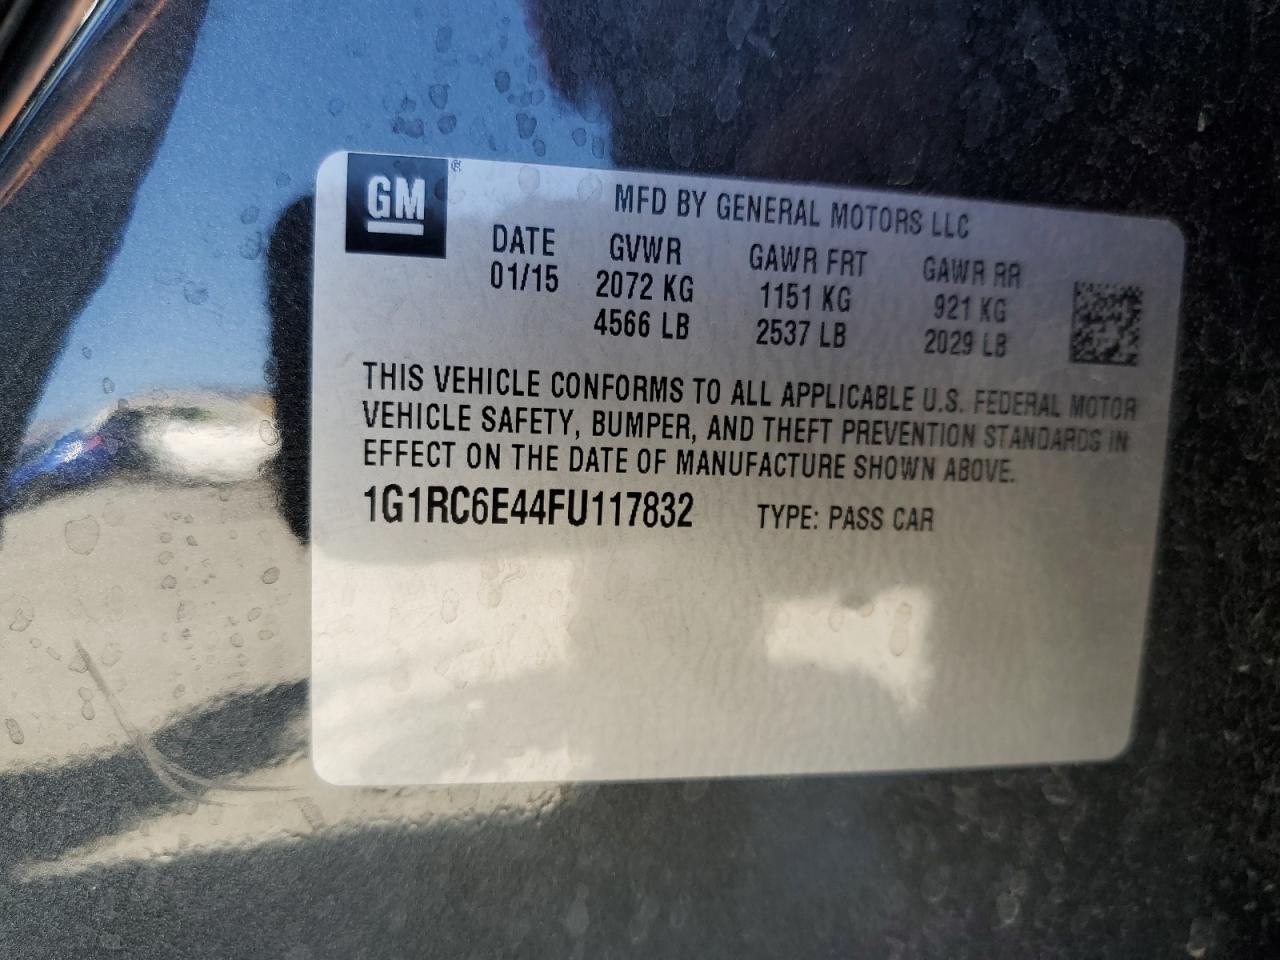 GM ®
MFD BY GENERAL MOTORS LLC
DATE GVWR GAWR FRT GAWR RR
01/15 2072 KG 1151 KG 921 KG
4566 LB 2537 LB 2029 LB
THIS VEHICLE CONFORMS TO ALL APPLICABLE U.S. FEDERAL MOTOR
VEHICLE SAFETY, BUMPER, AND THEFT PREVENTION STANDARDS IN
EFFECT ON THE DATE OF MANUFACTURE SHOWN ABOVE.
1G1RC6E44FU117832 TYPE: PASS CAR